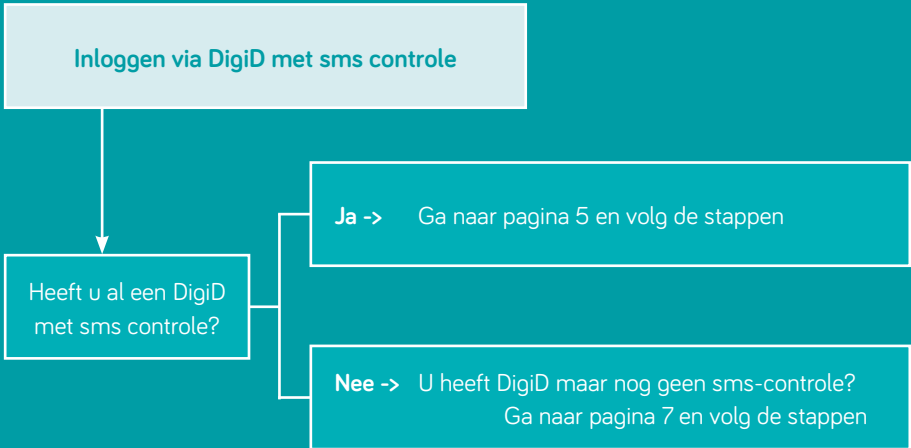 Inloggen via DigiD met sms controle
Ja -> Ga naar pagina 5 en volg de stappen
Heeft u al een DigiD
met sms controle?
Nee -> U heeft DigiD maar nog geen sms-controle?
Ga naar pagina 7 en volg de stappen